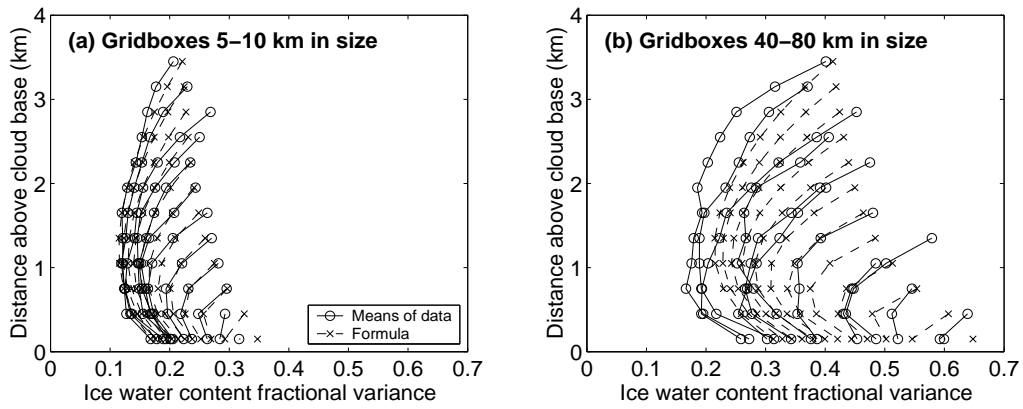 (a) Gridboxes 5−10 km in size
Distance above cloud base (km)
4
3
2
1
0
0 0.1 0.2 0.3 0.4 0.5 0.6 0.7
Ice water content fractional variance
Means of data
Formula
(b) Gridboxes 40−80 km in size
Distance above cloud base (km)
4
3
2
1
0
0 0.1 0.2 0.3 0.4 0.5 0.6 0.7
Ice water content fractional variance